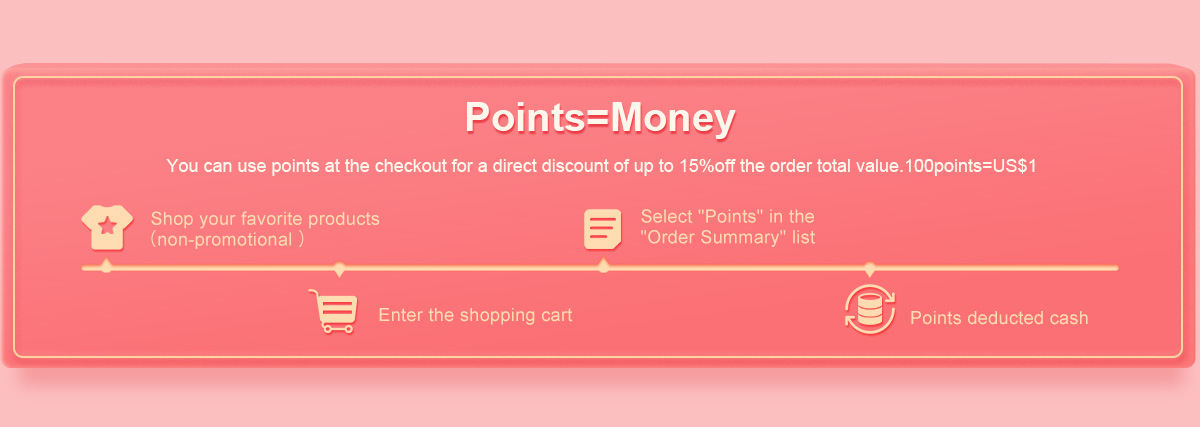 Points=Money
You can use points at the checkout for a direct discount of up to 15%off the order total value.100points=US$1
Shop your favorite products
(non-promotional )
Enter the shopping cart
Select "Points" in the
"Order Summary" list
Points deducted cash